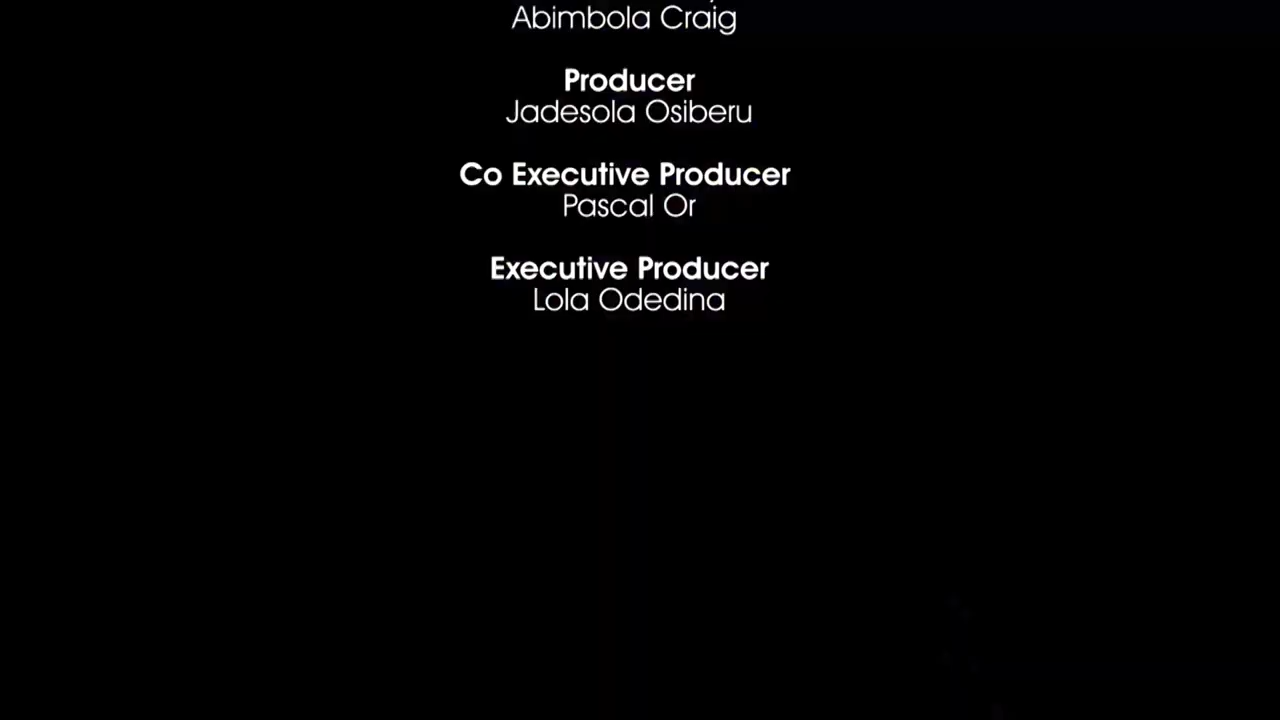 Abimbola Craig
Producer
Jadesola Osiberu
Co Executive Producer
Pascal Or
Executive Producer
Lola Odedina